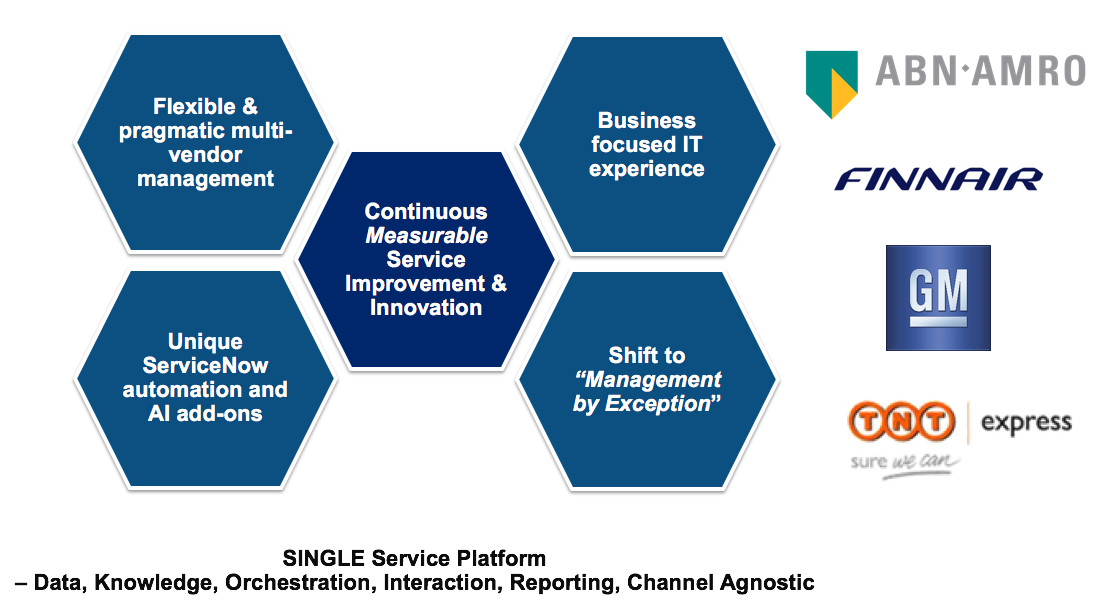 Flexible &
pragmatic multi-
vendor
management
Business
focused IT
experience
Continuous
Measurable
Service
Improvement &
Innovation
Unique
ServiceNow
automation and
AI add-ons
Shift to
“Management
by Exception”
ABN·AMRO
FINNAIR
GM
TNT express
sure we can
SINGLE Service Platform
– Data, Knowledge, Orchestration, Interaction, Reporting, Channel Agnostic